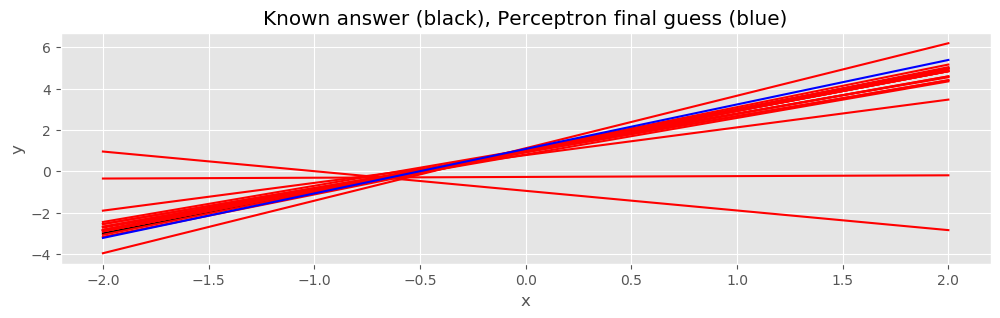 Known answer (black), Perceptron final guess (blue)
6
4
2
0
−2
−4
y
−2.0 −1.5 −1.0 −0.5 0.0 0.5 1.0 1.5 2.0
x